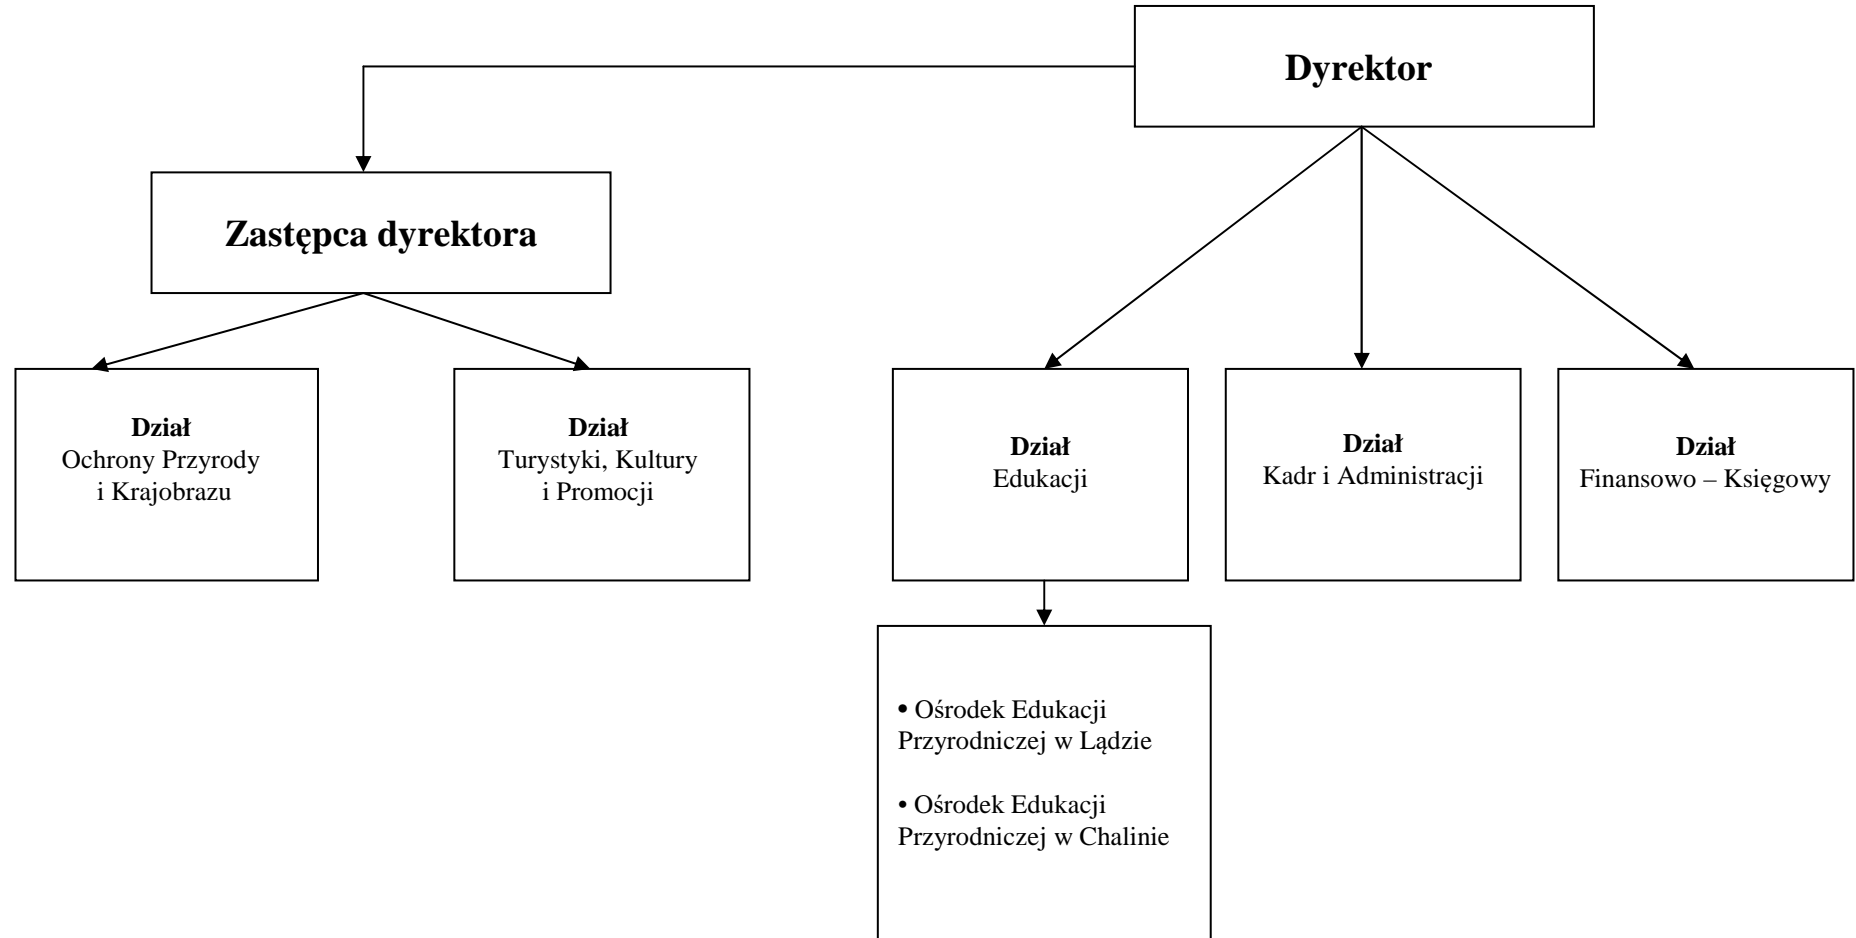 Dyrektor
Zastępca dyrektora
Dział
Ochrony Przyrody
i Krajobrazu
Dział
Turystyki, Kultury
i Promocji
Dział
Edukacji
Dział
Kadr i Administracji
Dział
Finansowo – Księgowy
• Ośrodek Edukacji
Przyrodniczej w Lądzie
• Ośrodek Edukacji
Przyrodniczej w Chalinie